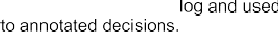 log and used
to annotated decisions.